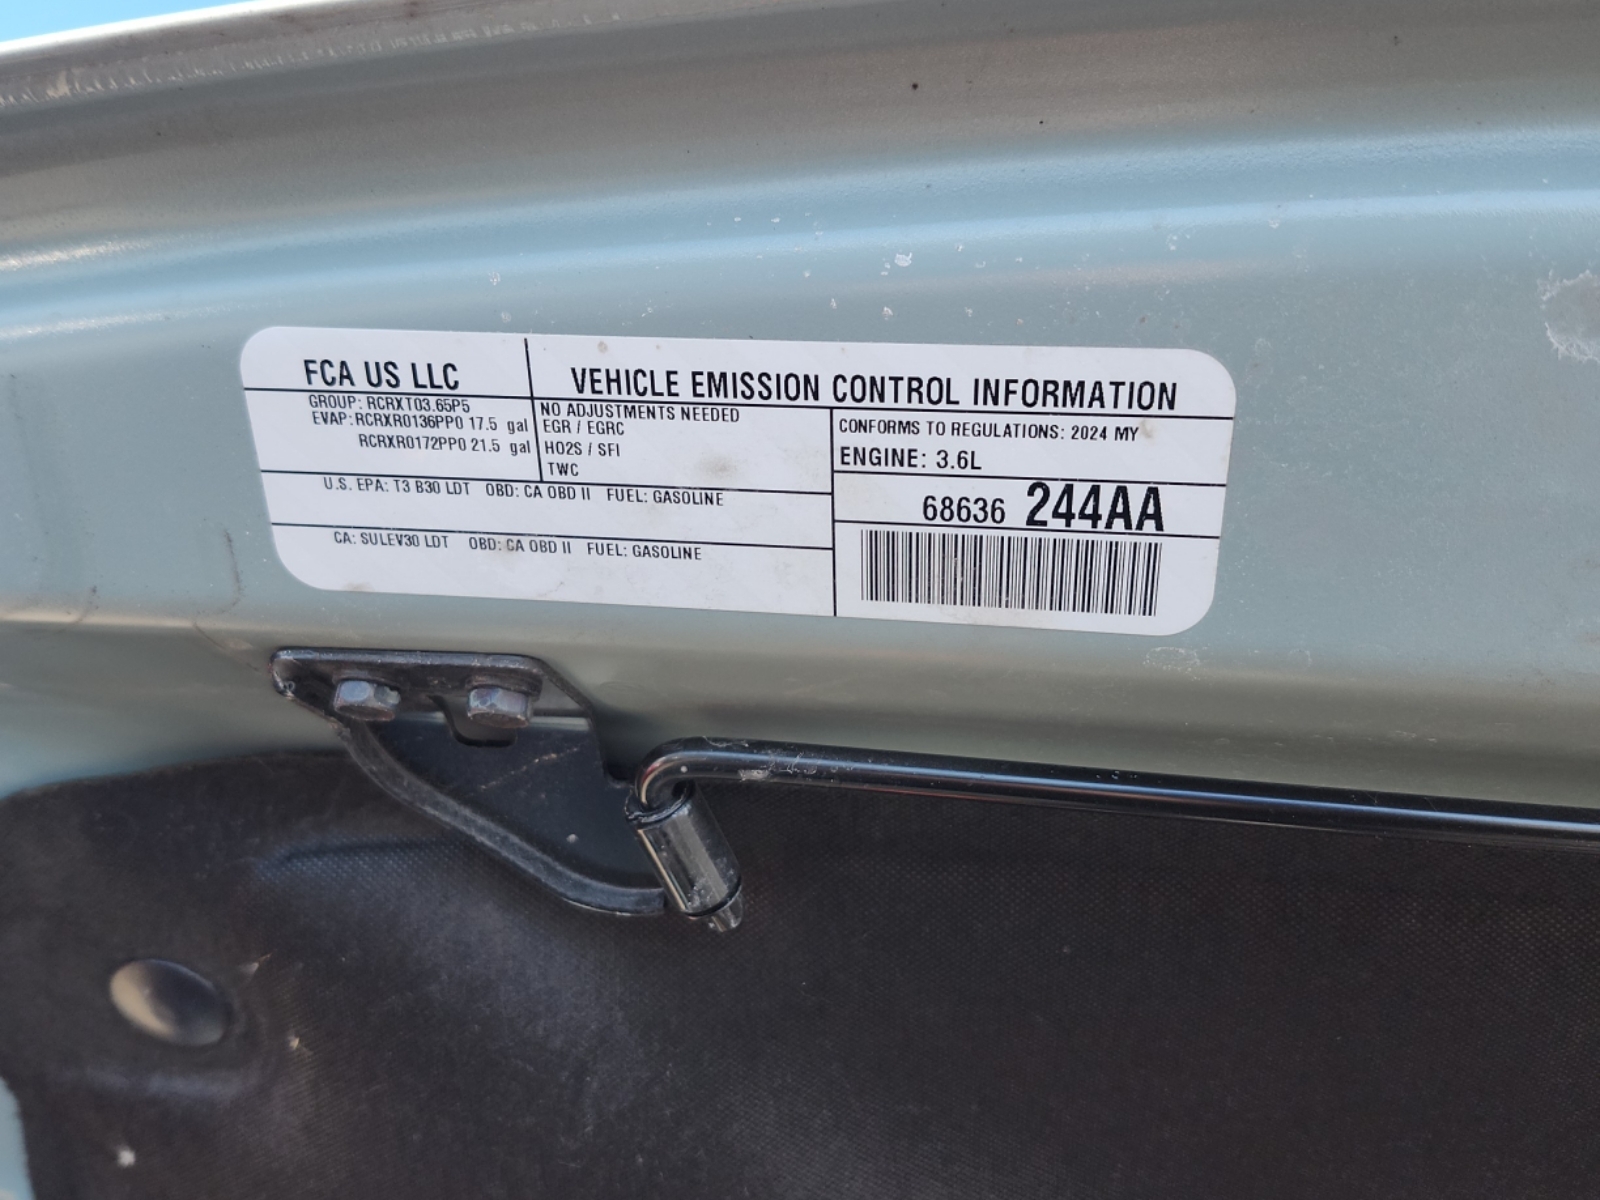 FCA US LLC
VEHICLE EMISSION CONTROL INFORMATION
GROUP: RCRXT03.65P5
EVAP: RCRXR0136PP0 17.5 gal
RCRXR0172PP0 21.5 gal
NO ADJUSTMENTS NEEDED
EGR / EGRC
HO2S / SFI
TWC
CONFORMS TO REGULATIONS: 2024 MY
ENGINE: 3.6L
U.S. EPA: T3 B30 LDT OBD: CA OBD II FUEL: GASOLINE
68636 244AA
CA: SULEV30 LDT OBD: CA OBD II FUEL: GASOLINE